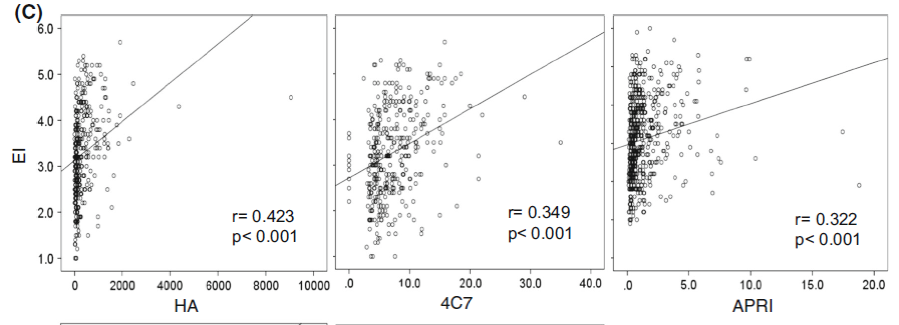 (C)
EI
6.0
5.0
4.0
3.0
2.0
1.0
r= 0.423
p< 0.001
0 2000 4000 6000 8000 10000
HA
r= 0.349
p< 0.001
.0 10.0 20.0 30.0 40.0
4C7
r= 0.322
p< 0.001
.0 5.0 10.0 15.0 20.0
APRI